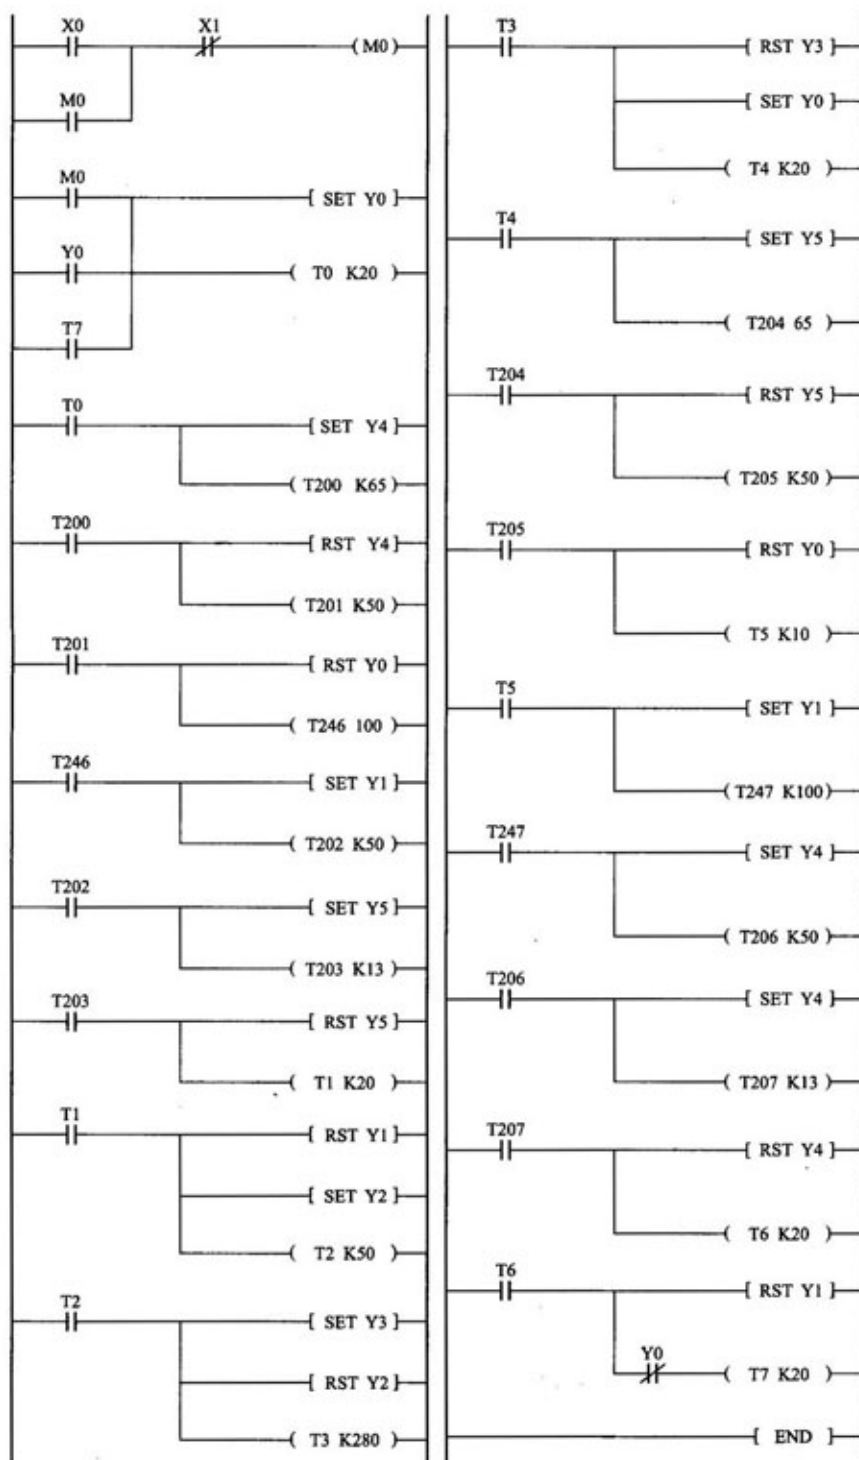 X0 X1 (M0)
M0
M0 [ SET Y0 ]
Y0 ( T0 K20 )
T7
T0 [ SET Y4 ]
( T200 K65 )
T200 [ RST Y4 ]
( T201 K50 )
T201 [ RST Y0 ]
( T246 100 )
T246 [ SET Y1 ]
( T202 K50 )
T202 [ SET Y5 ]
( T203 K13 )
T203 [ RST Y5 ]
( T1 K20 )
T1 [ RST Y1 ]
[ SET Y2 ]
( T2 K50 )
T2 [ SET Y3 ]
[ RST Y2 ]
( T3 K280 )
T3 [ RST Y3 ]
[ SET Y0 ]
( T4 K20 )
T4 [ SET Y5 ]
( T204 65 )
T204 [ RST Y5 ]
( T205 K50 )
T205 [ RST Y0 ]
( T5 K10 )
T5 [ SET Y1 ]
( T247 K100 )
T247 [ SET Y4 ]
( T206 K50 )
T206 [ SET Y4 ]
( T207 K13 )
T207 [ RST Y4 ]
( T6 K20 )
T6 [ RST Y1 ]
Y0 ( T7 K20 )
[ END ]